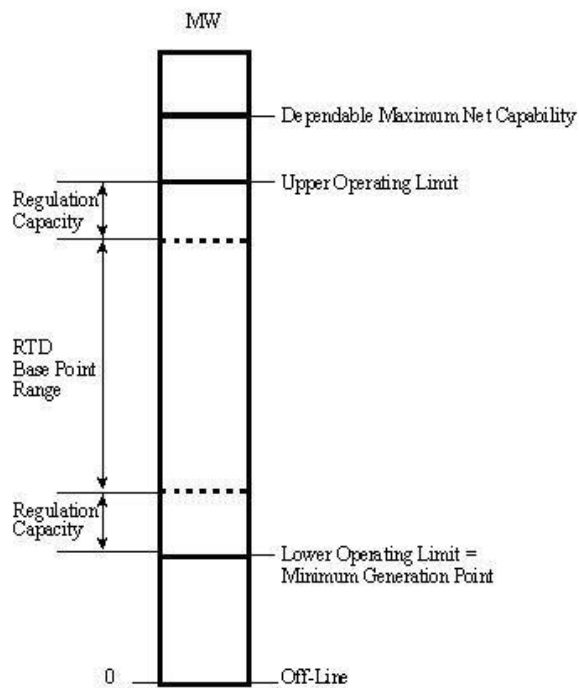 MW
Dependable Maximum Net Capability
Upper Operating Limit
Regulation
Capacity
RTD
Base Point
Range
Regulation
Capacity
Lower Operating Limit =
Minimum Generation Point
0
Off-Line